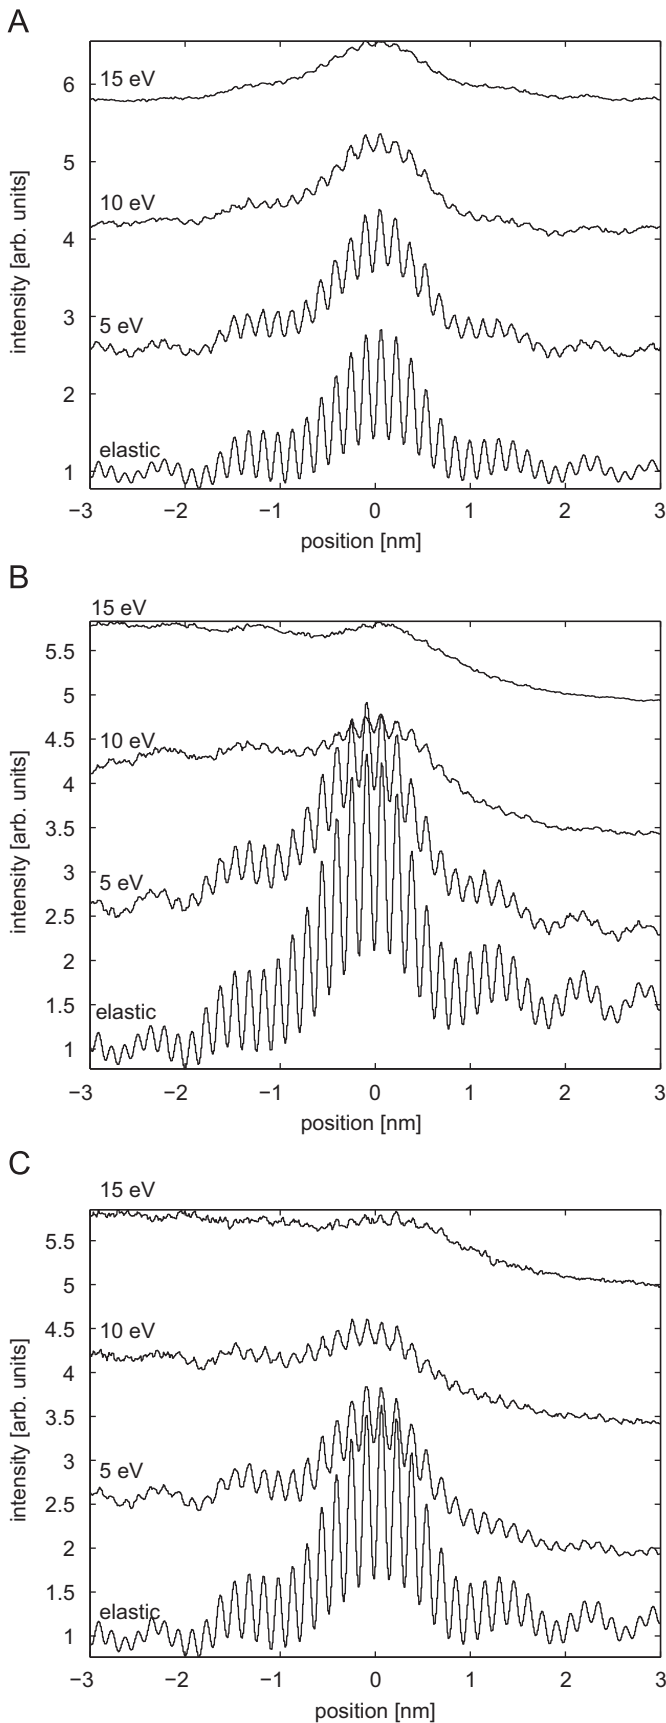 A
15 eV
6
5
10 eV
4
5 eV
3
2
elastic
1
intensity [arb. units]
−3 −2 −1 0 1 2 3
position [nm]
B
15 eV
5.5
5
4.5
10 eV
4
3.5
3
5 eV
2.5
2
1.5
elastic
1
intensity [arb. units]
−3 −2 −1 0 1 2 3
position [nm]
C
15 eV
5.5
5
4.5
10 eV
4
3.5
3
5 eV
2.5
2
1.5
elastic
1
intensity [arb. units]
−3 −2 −1 0 1 2 3
position [nm]